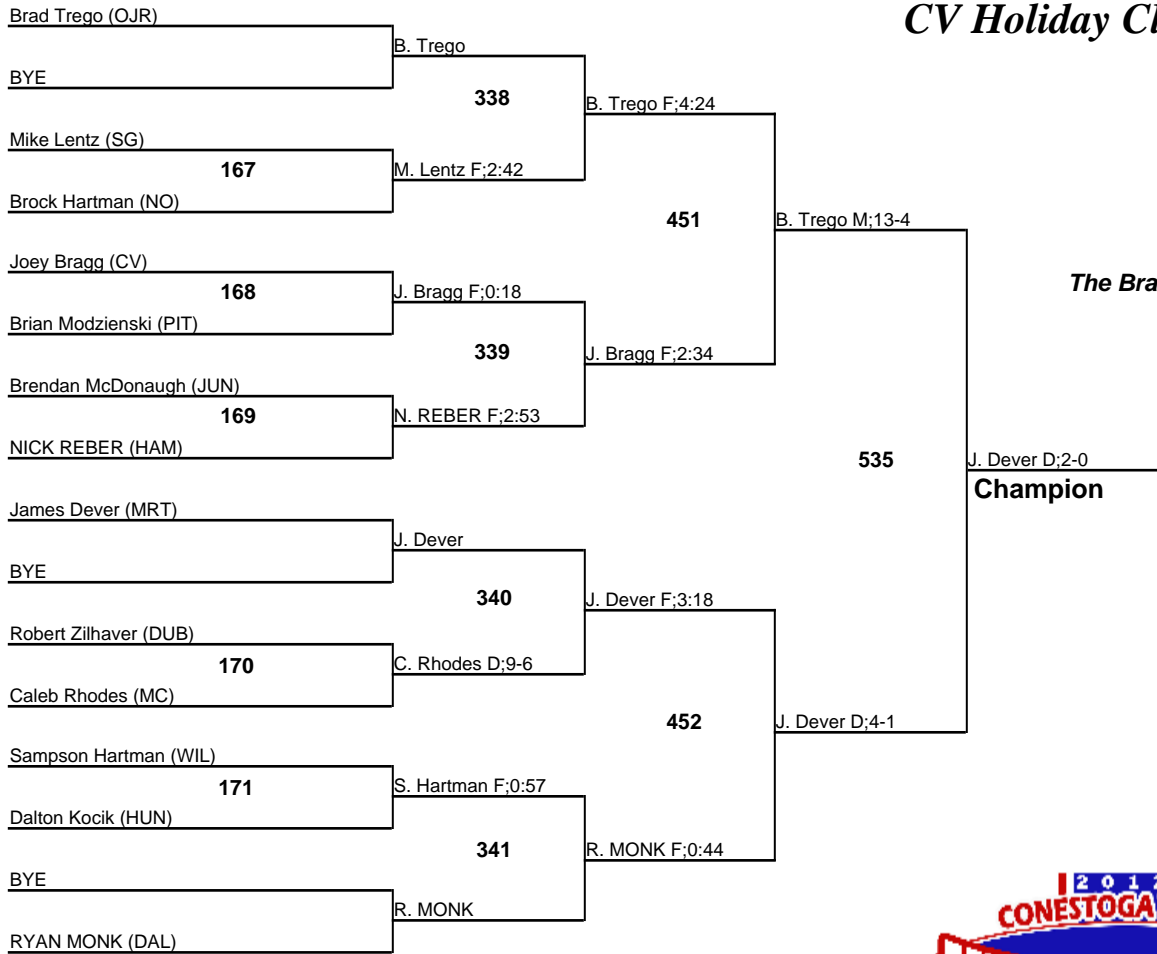 CV Holiday Cl
Brad Trego (OJR)
BYE
B. Trego
338
Mike Lentz (SG)
167
Brock Hartman (NO)
M. Lentz F;2:42
B. Trego F;4:24
451
Joey Bragg (CV)
168
Brian Modzienski (PIT)
J. Bragg F;0:18
339
Brendan McDonaugh (JUN)
169
NICK REBER (HAM)
N. REBER F;2:53
J. Bragg F;2:34
B. Trego M;13-4
The Bra
535
J. Dever D;2-0
Champion
James Dever (MRT)
BYE
J. Dever
340
Robert Zilhaver (DUB)
170
Caleb Rhodes (MC)
C. Rhodes D;9-6
J. Dever F;3:18
452
J. Dever D;4-1
Sampson Hartman (WIL)
171
Dalton Kocik (HUN)
S. Hartman F;0:57
341
BYE
RYAN MONK (DAL)
R. MONK
R. MONK F;0:44
2012
CONESTOGA